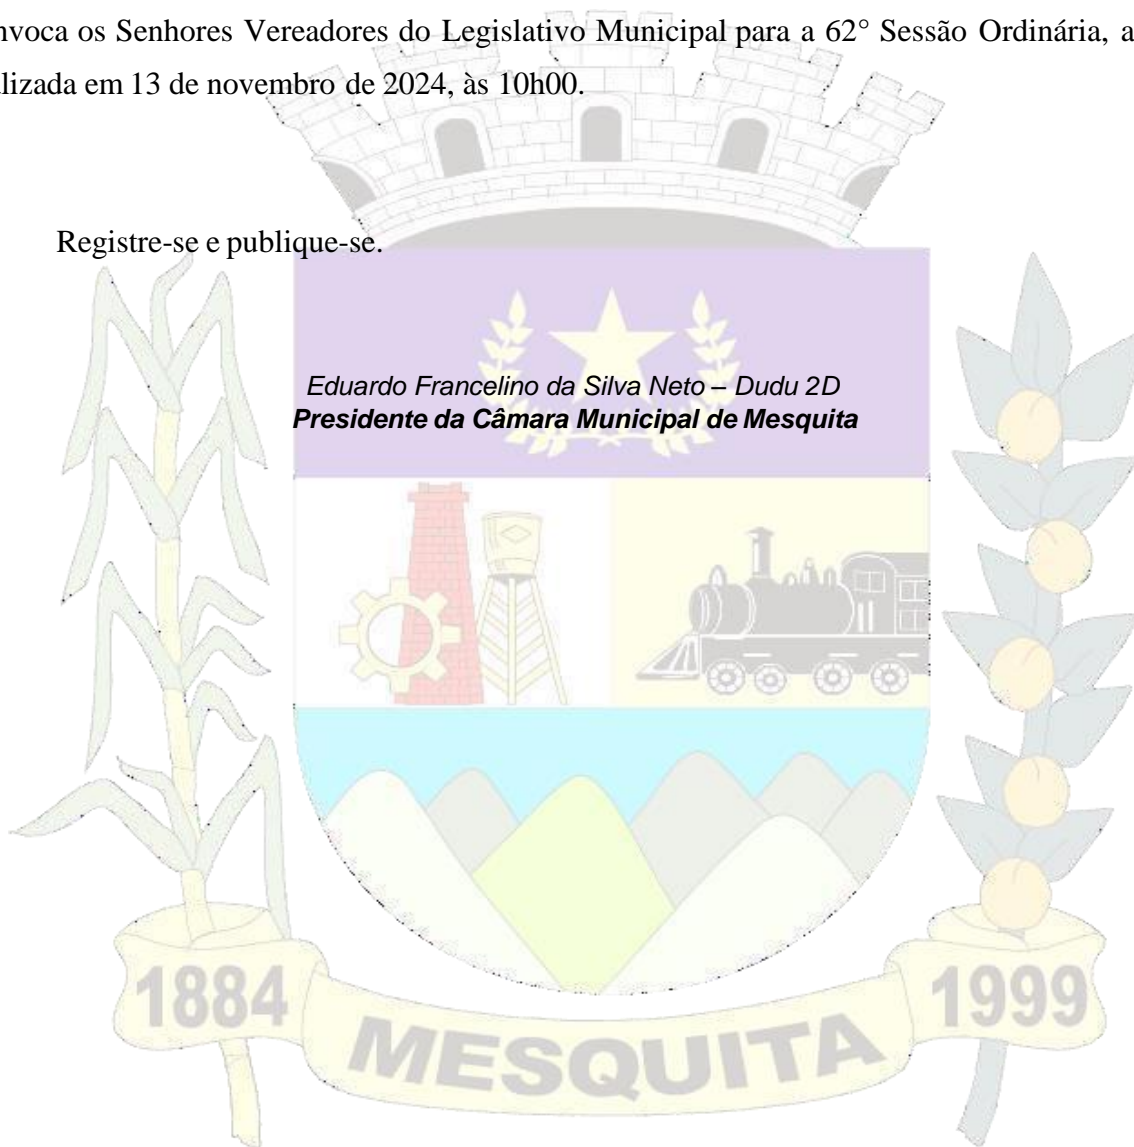 nvoca os Senhores Vereadores do Legislativo Municipal para a 62° Sessão Ordinária, a
alizada em 13 de novembro de 2024, às 10h00.
Registre-se e publique-se.
Eduardo Francelino da Silva Neto – Dudu 2D
Presidente da Câmara Municipal de Mesquita
1884
MESQUITA
1999